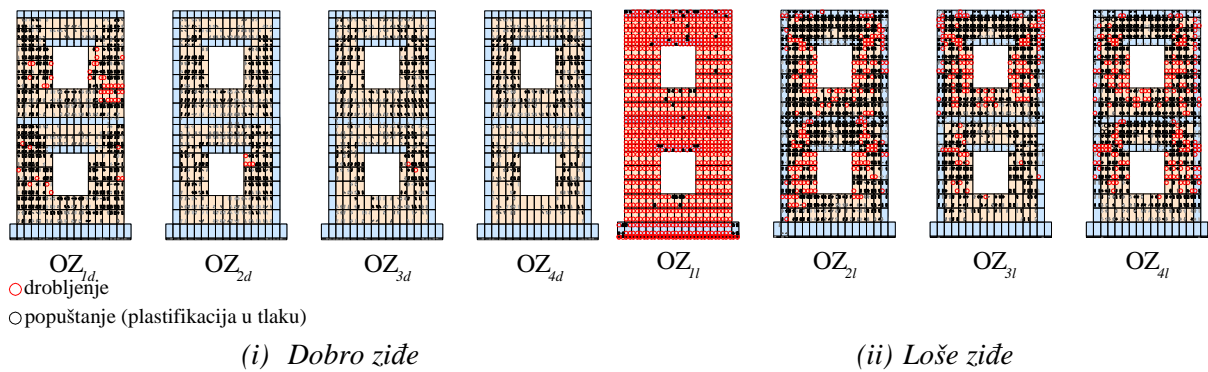 OZ1d OZ2d OZ3d OZ4d OZ1l OZ2l OZ3l OZ4l
drobljenje
popuštanje (plastifikacija u tlaku)
(i) Dobro ziđe (ii) Loše ziđe